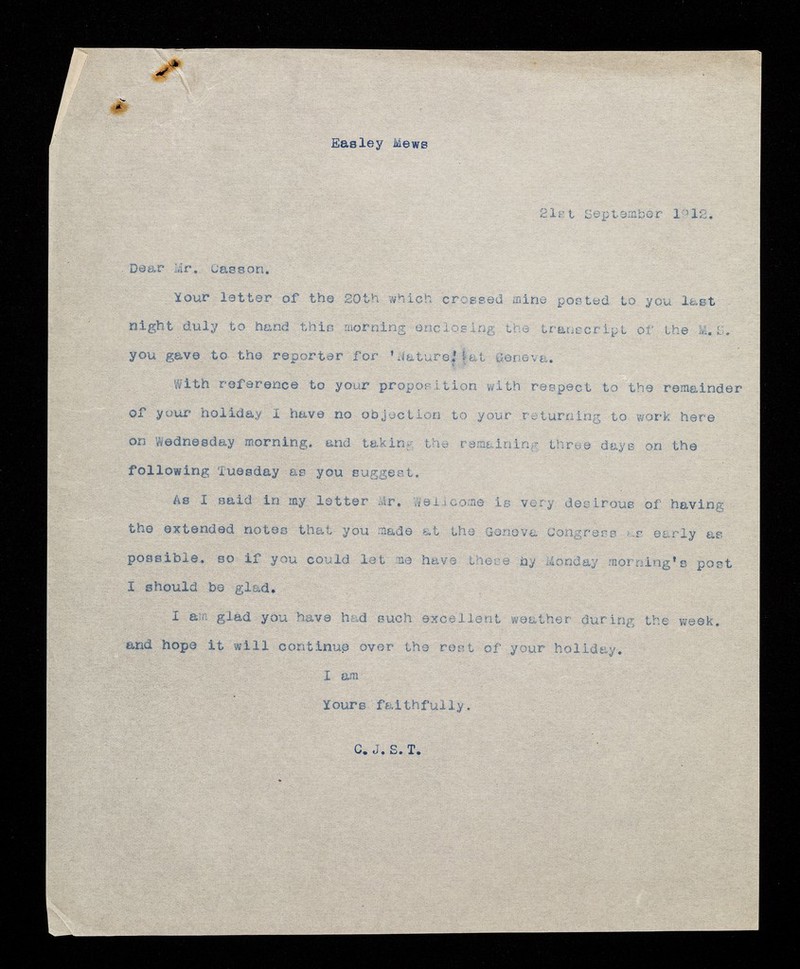 Easley Mews
21st September 1912.
Dear Mr. Casson.
Your letter of the 20th which crossed mine posted to you last
night duly to hand this morning enclosing the transcript of the M.S.
you gave to the reporter for 'Nature' at Geneva.
With reference to your proposition with respect to the remainder
of your holiday I have no objection to your returning to work here
on Wednesday morning. and taking the remaining three days on the
following Tuesday as you suggest.
As I said in my letter Mr. Wellcome is very desirous of having
the extended notes that you made at the Geneva Congress as early as
possible. so if you could let me have these by Monday morning's post
I should be glad.
I am glad you have had such excellent weather during the week.
and hope it will continue over the rest of your holiday.
I am
Yours faithfully.
C.J.S.T.